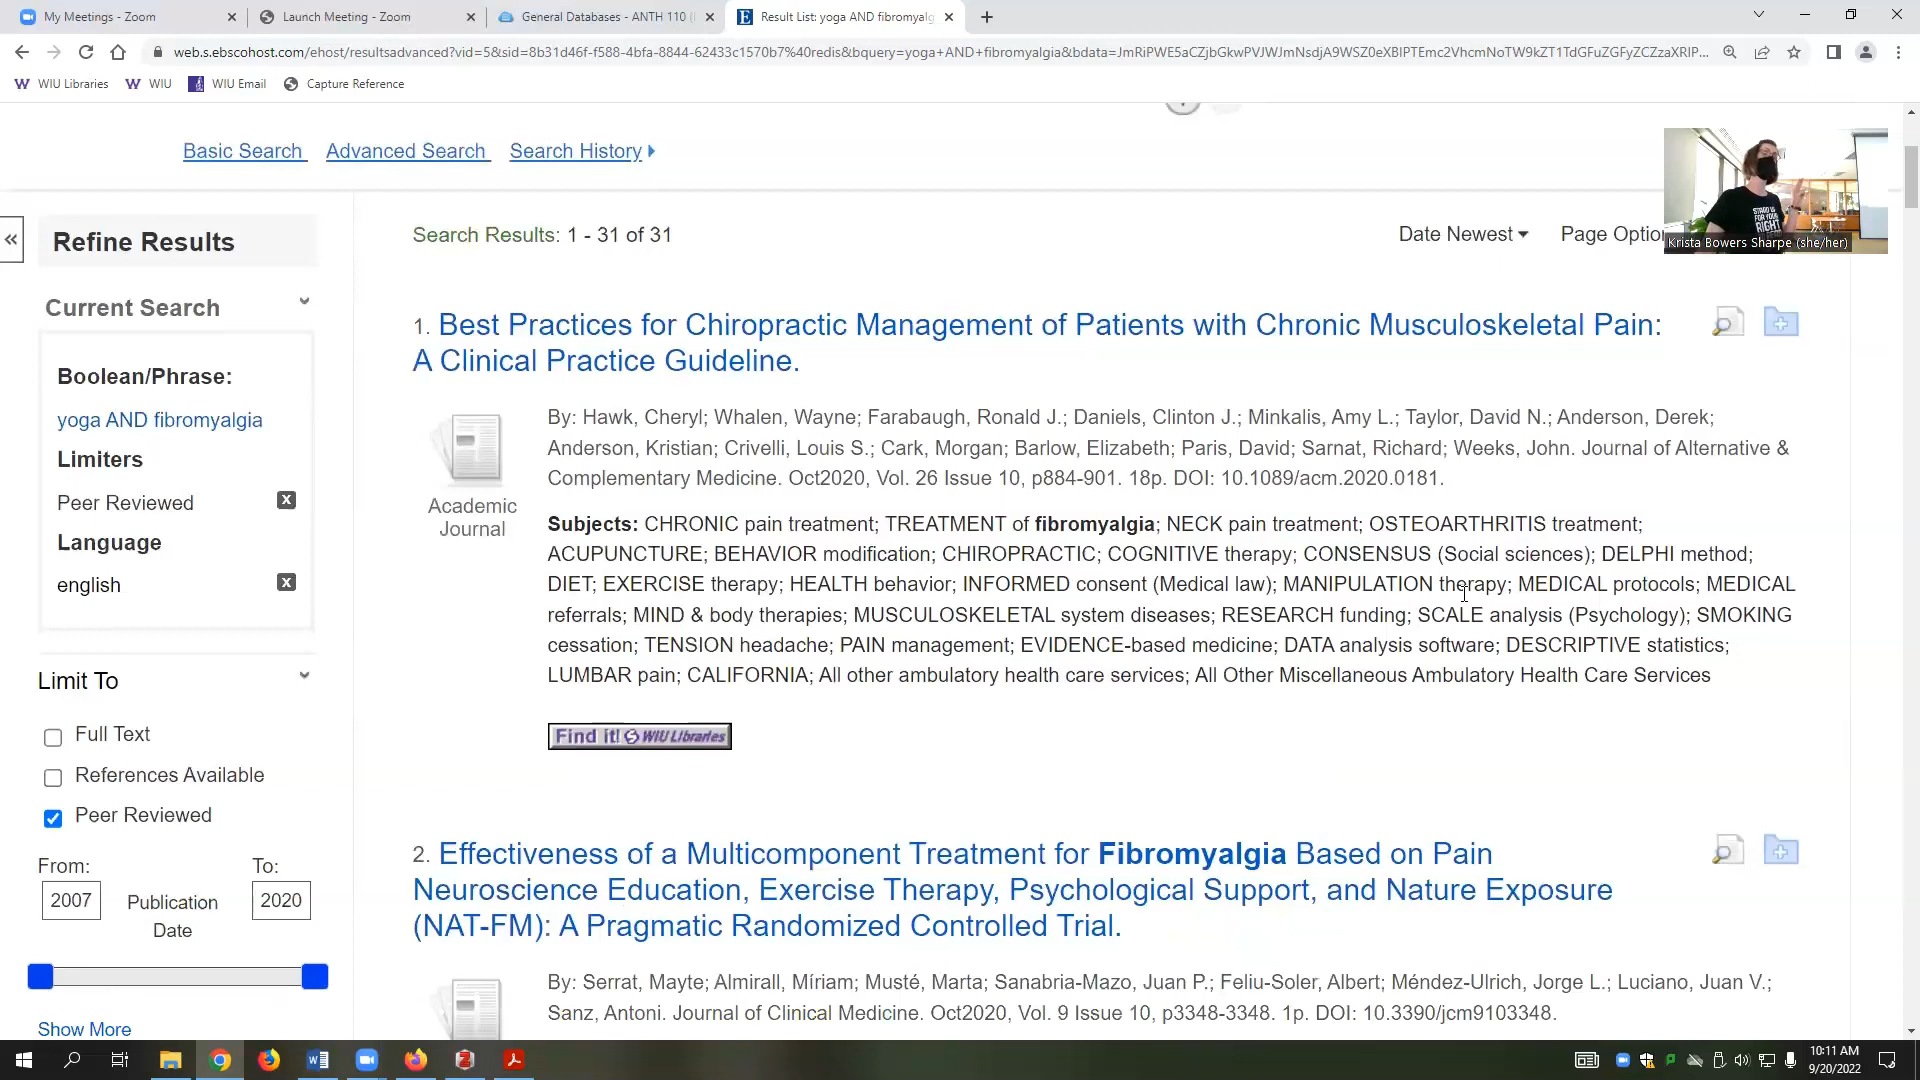 My Meetings - Zoom
Launch Meeting - Zoom
General Databases - ANTH 110 (
Result List: yoga AND fibromyalg
web.s.ebscohost.com/ehost/resultsadvanced?vid=5&sid=8b31d46f-f588-4bfa-8844-62433c1570b7%40redis&bquery=yoga+AND+fibromyalgia&bdata=JmRiPWE5aCZjbGkwPVJWJmNsdjA9WSZ0eXBlPTEmc2VhcmNoTW9kZT1TdGFuZGFyZCZzaXRlP...
WIU Libraries
WIU
WIU Email
Capture Reference
Basic Search
Advanced Search
Search History
Krista Bowers Sharpe (she/her)
Refine Results
Current Search
Boolean/Phrase:
yoga AND fibromyalgia
Limiters
Peer Reviewed
Language
english
Limit To
Full Text
References Available
Peer Reviewed
From:
To:
2007
Publication
Date
2020
Show More
Search Results: 1 - 31 of 31
Date Newest
Page Option
1. Best Practices for Chiropractic Management of Patients with Chronic Musculoskeletal Pain:
A Clinical Practice Guideline.
Academic
Journal
By: Hawk, Cheryl; Whalen, Wayne; Farabaugh, Ronald J.; Daniels, Clinton J.; Minkalis, Amy L.; Taylor, David N.; Anderson, Derek;
Anderson, Kristian; Crivelli, Louis S.; Cark, Morgan; Barlow, Elizabeth; Paris, David; Sarnat, Richard; Weeks, John. Journal of Alternative &
Complementary Medicine. Oct2020, Vol. 26 Issue 10, p884-901. 18p. DOI: 10.1089/acm.2020.0181.
Subjects: CHRONIC pain treatment; TREATMENT of fibromyalgia; NECK pain treatment; OSTEOARTHRITIS treatment;
ACUPUNCTURE; BEHAVIOR modification; CHIROPRACTIC; COGNITIVE therapy; CONSENSUS (Social sciences); DELPHI method;
DIET; EXERCISE therapy; HEALTH behavior; INFORMED consent (Medical law); MANIPULATION therapy; MEDICAL protocols; MEDICAL
referrals; MIND & body therapies; MUSCULOSKELETAL system diseases; RESEARCH funding; SCALE analysis (Psychology); SMOKING
cessation; TENSION headache; PAIN management; EVIDENCE-based medicine; DATA analysis software; DESCRIPTIVE statistics;
LUMBAR pain; CALIFORNIA; All other ambulatory health care services; All Other Miscellaneous Ambulatory Health Care Services
Find it! WIU Libraries
2. Effectiveness of a Multicomponent Treatment for Fibromyalgia Based on Pain
Neuroscience Education, Exercise Therapy, Psychological Support, and Nature Exposure
(NAT-FM): A Pragmatic Randomized Controlled Trial.
By: Serrat, Mayte; Almirall, Míriam; Musté, Marta; Sanabria-Mazo, Juan P.; Feliu-Soler, Albert; Méndez-Ulrich, Jorge L.; Luciano, Juan V.;
Sanz, Antoni. Journal of Clinical Medicine. Oct2020, Vol. 9 Issue 10, p3348-3348. 1p. DOI: 10.3390/jcm9103348.
10:11 AM
9/20/2022